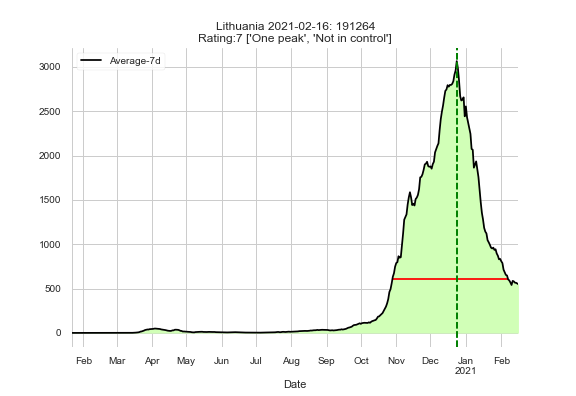 Lithuania 2021-02-16: 191264
Rating:7 ['One peak', 'Not in control']
Average-7d
3000
2500
2000
1500
1000
500
0
Feb Mar Apr May Jun Jul Aug Sep Oct Nov Dec Jan Feb
2021
Date